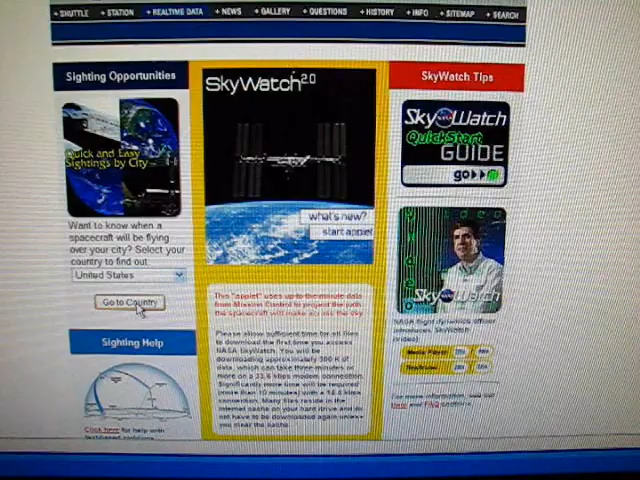 SHUTTLE + STATION + REALTIME DATA + NEWS + GALLERY + QUESTIONS + HISTORY + INFO + SITEMAP + SEARCH
Sighting Opportunities
Quick and Easy
Sightings by City
Want to know when a
spacecraft will be flying
over your city? Select your
country to find out.
United States
Go to Country
Sighting Help
Click here for help with
SkyWatch 2.0
what's new?
start applet
This "applet" uses up-to-the-minute data
from Mission Control to project the path
the spacecraft will make across the sky
Please allow sufficient time for all files
to download the first time you access
NASA SkyWatch. You will be
downloading approximately 300 K of
data, which can take three minutes or
more on a 33.6 kbps modem connection.
Significantly more time will be required
(more than 10 minutes) with a 14.4 kbps
connection. Many files reside in the
internet cache on your hard drive and do
not have to be downloaded again unless
you clear the cache.
SkyWatch Tips
Sky Watch
QuickStart
GUIDE
go
SkyWatch
NASA flight dynamics officer
introduces SkyWatch
(video)
Media Player
RealVideo
For more information, see our
and FAQ sections.